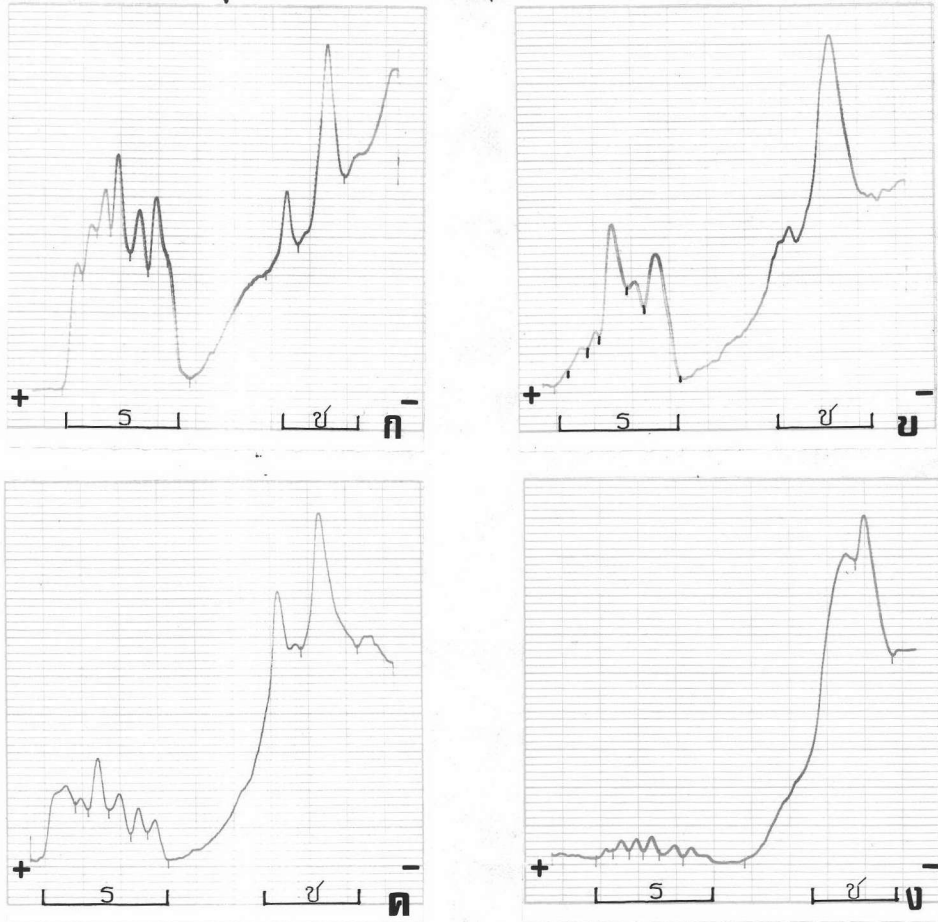 + -
ร ช ก
+ -
ร ช ข
+ -
ร ช ค
+ -
ร ช ง